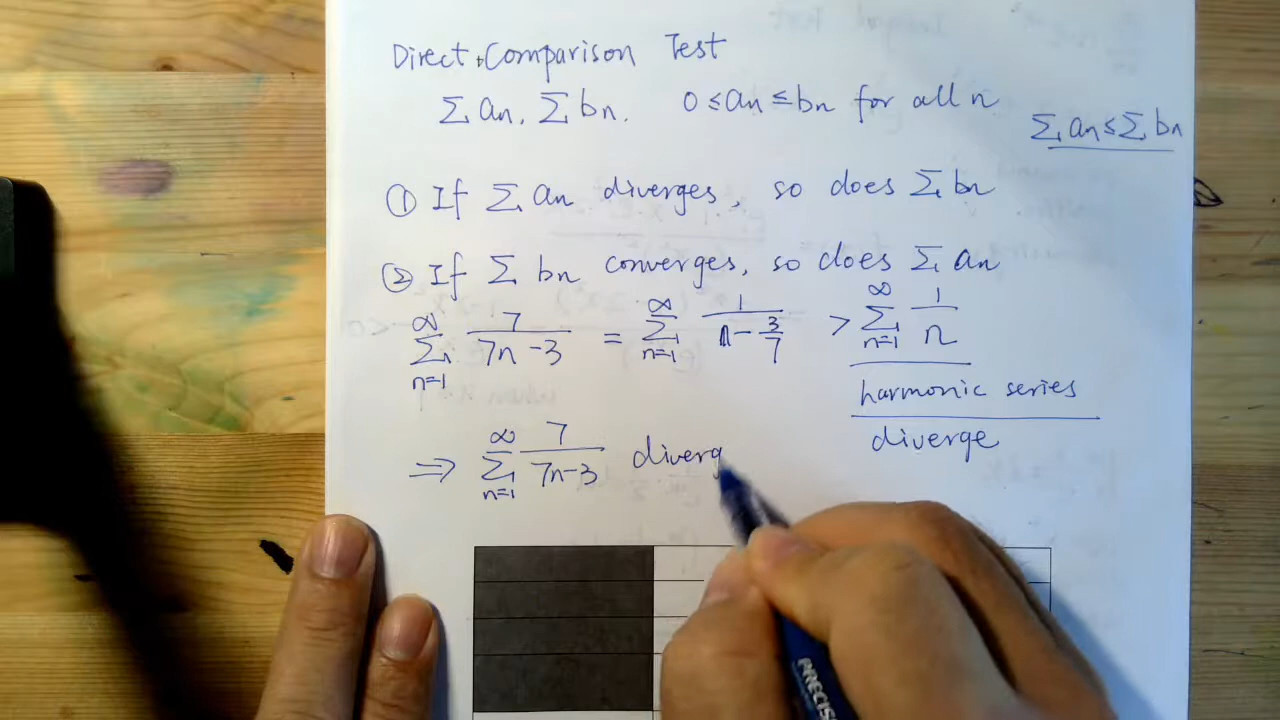 Direct Comparison Test
Σ an, Σ bn. 0 ≤ an ≤ bn for all n
Σ an ≤ Σ bn
① If Σ an diverges, so does Σ bn
② If Σ bn converges, so does Σ an
∞ Σ n=1 7/(7n-3) = ∞ Σ n=1 1/(n - 3/7) > ∞ Σ n=1 1/n
harmonic series
diverge
⇒ ∞ Σ n=1 7/(7n-3) diverg
PRECIS